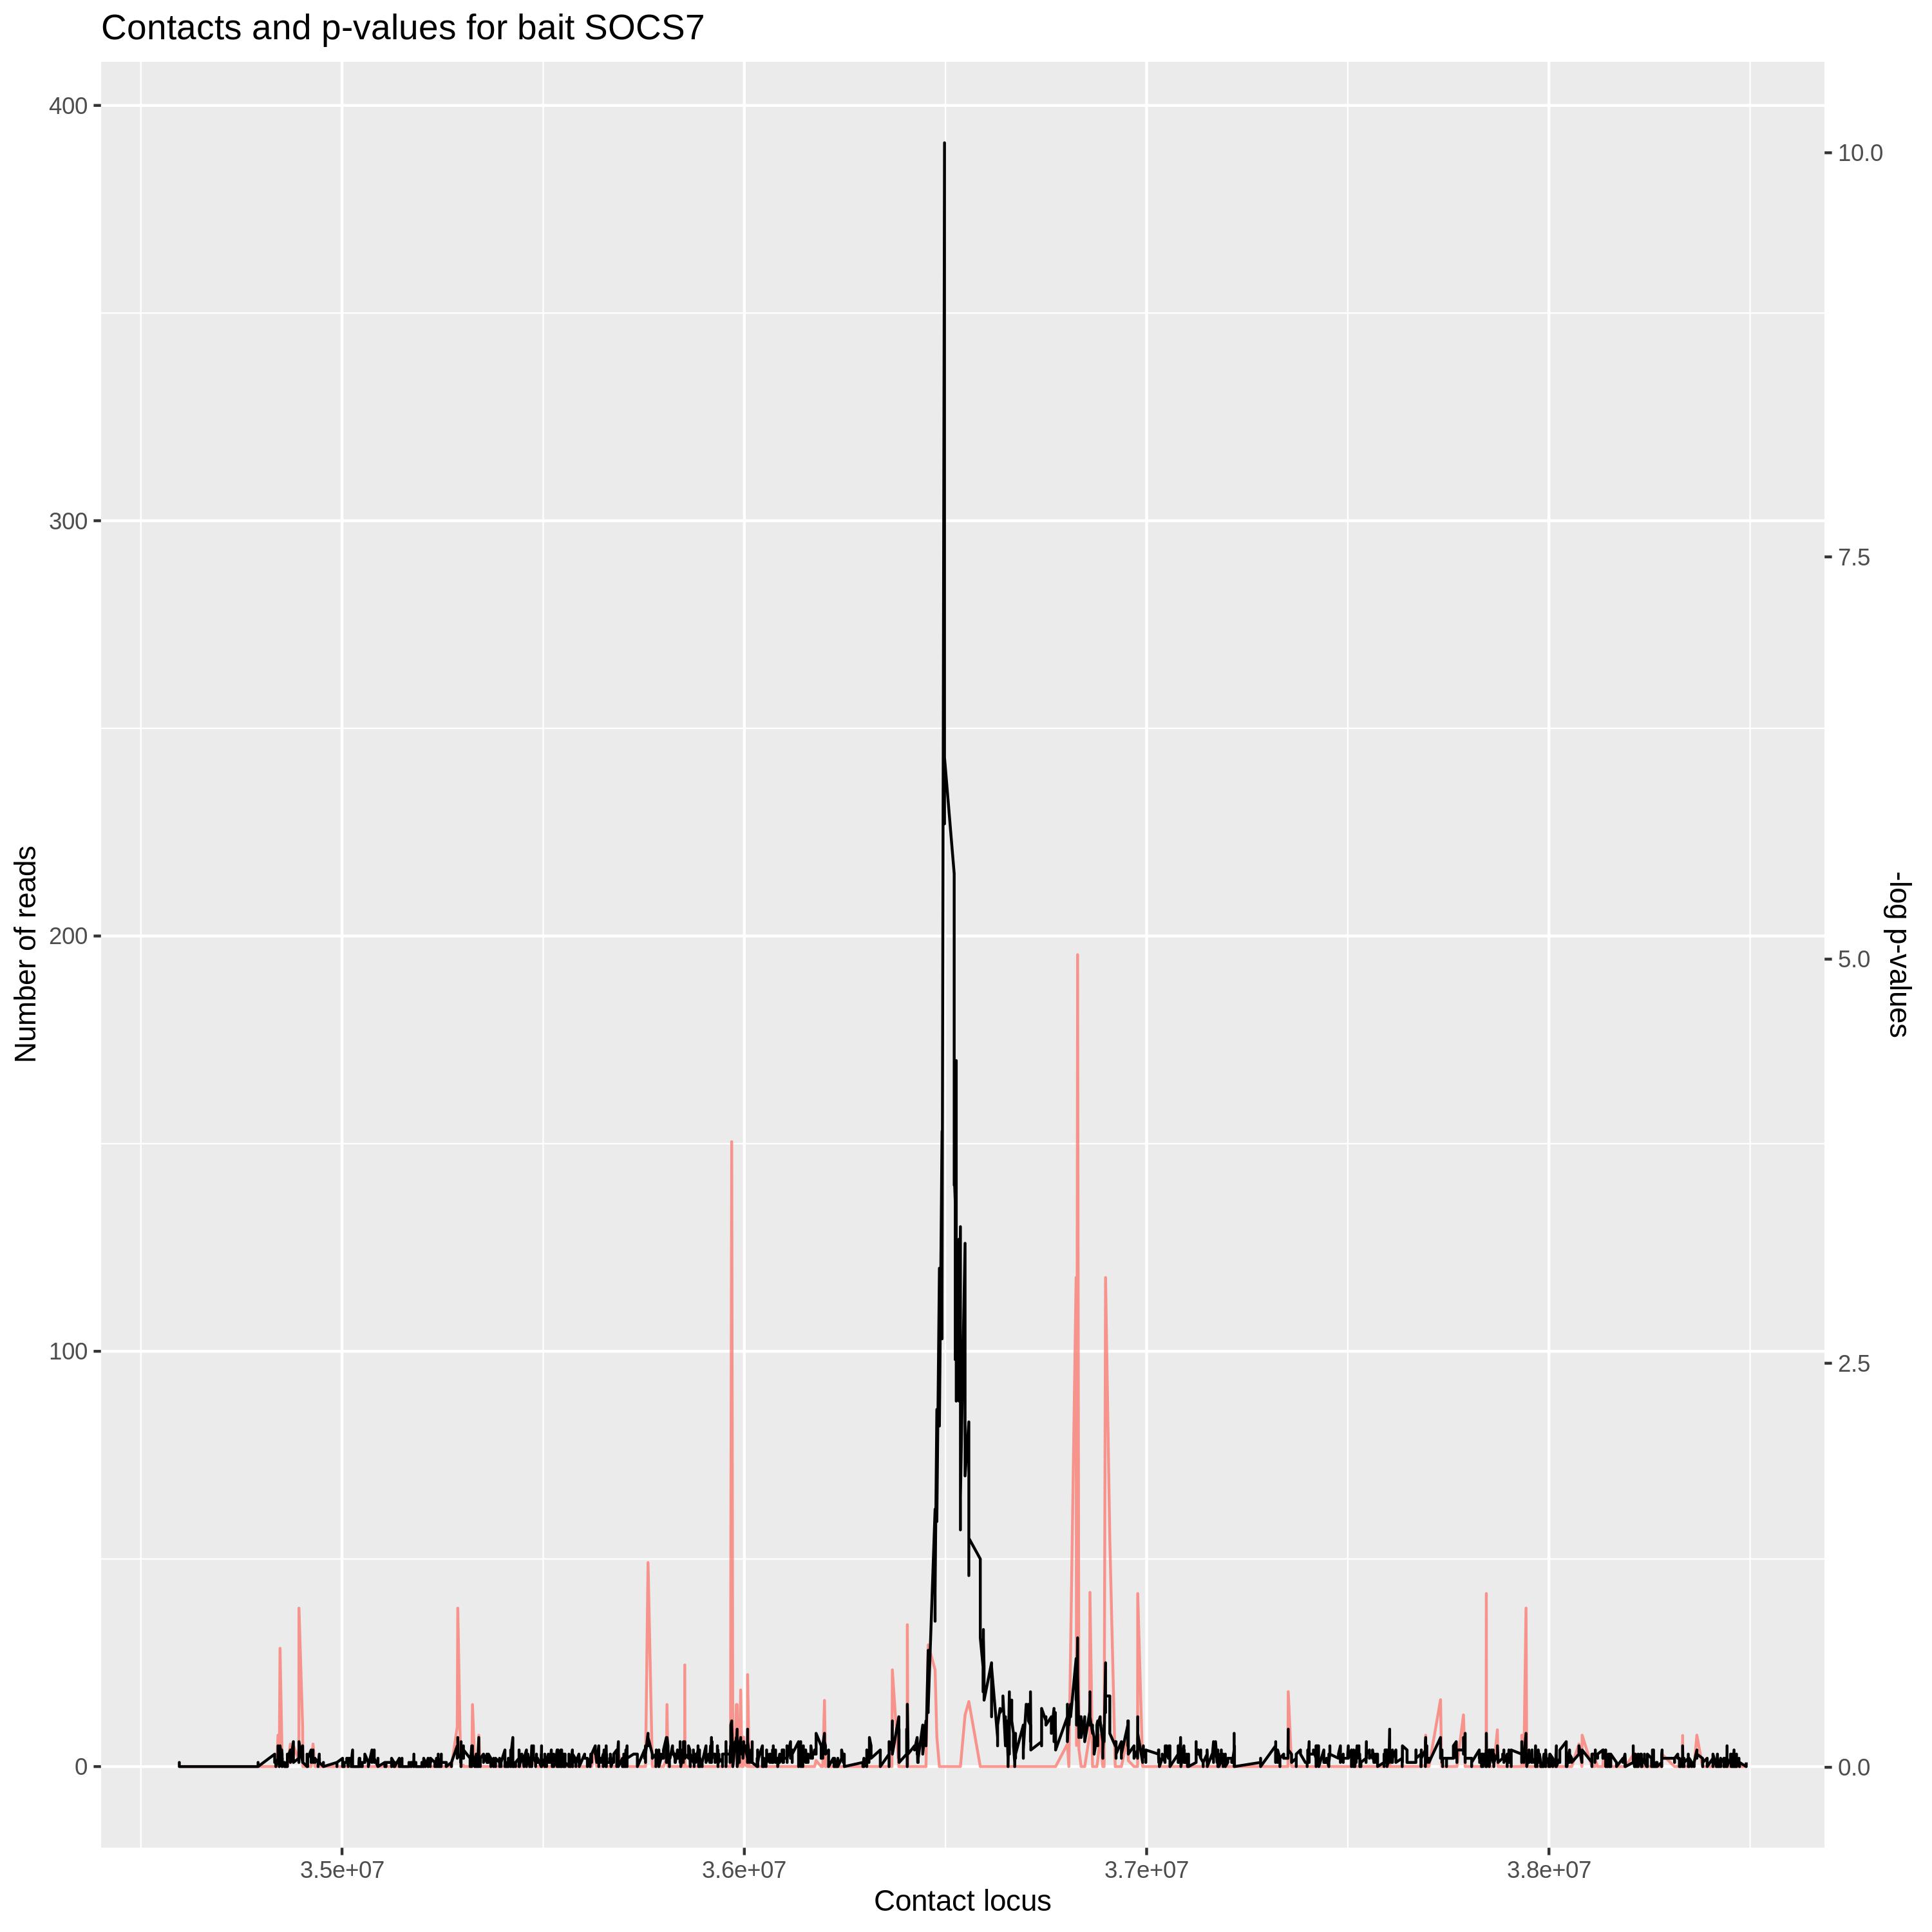 Contacts and p-values for bait SOCS7
400
300
200
100
0
10.0
7.5
5.0
2.5
0.0
Number of reads
-log p-values
3.5e+07 3.6e+07 3.7e+07 3.8e+07
Contact locus